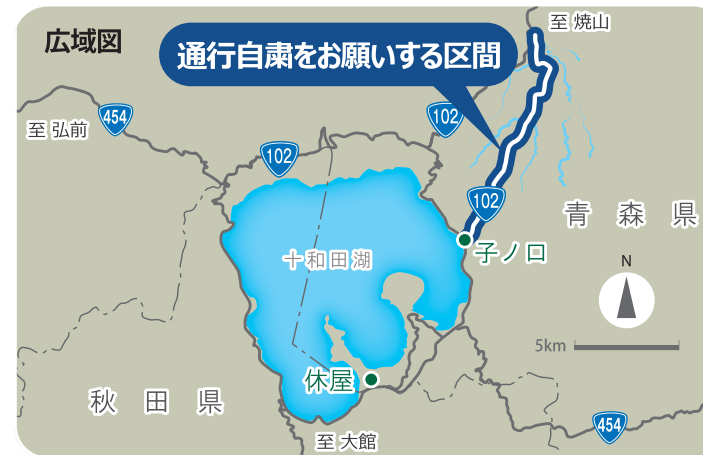 広域図
通行自粛をお願いする区間
至 焼山
454
至 弘前
102
102
102
青森県
十和田湖
子ノ口
N
5km
休屋
秋田県
454
至 大館